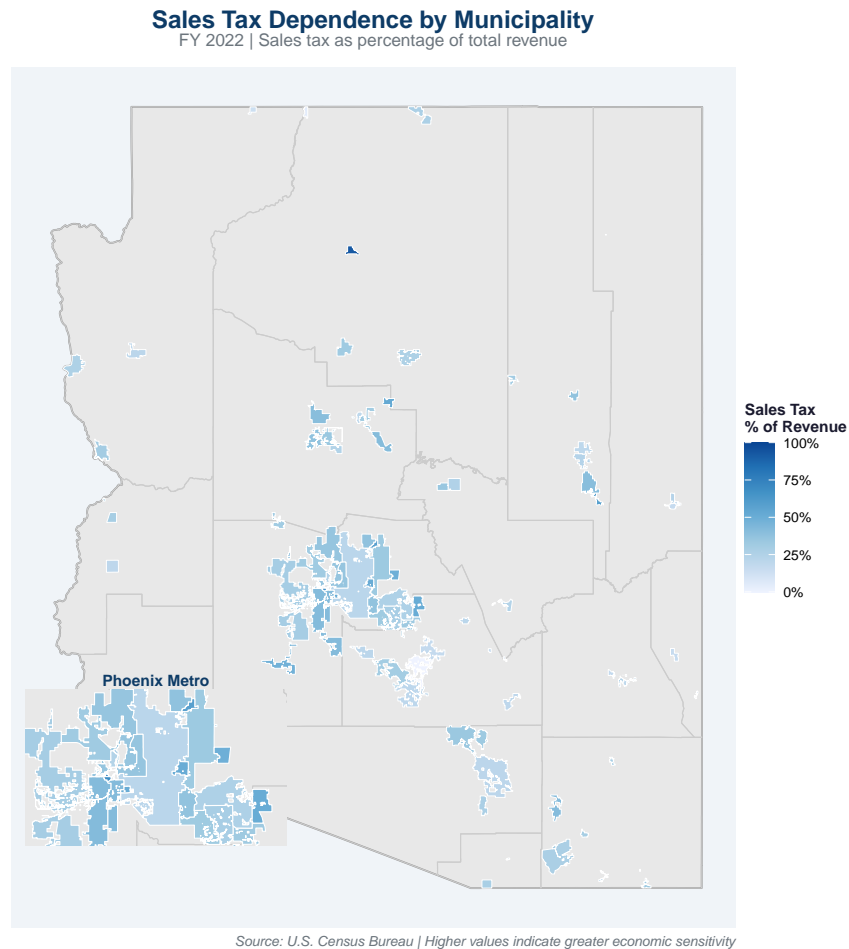 Sales Tax Dependence by Municipality
FY 2022 | Sales tax as percentage of total revenue
Sales Tax
% of Revenue
100%
75%
50%
25%
0%
Phoenix Metro
Source: U.S. Census Bureau | Higher values indicate greater economic sensitivity